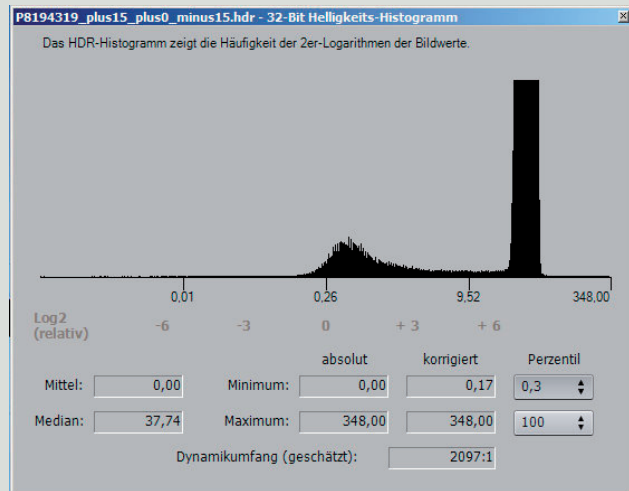 P8194319_plus15_plus0_minus15.hdr - 32-Bit Helligkeits-Histogramm
Das HDR-Histogramm zeigt die Häufigkeit der 2er-Logarithmen der Bildwerte.
0,01 0,26 9,52 348,00
Log2 (relativ) -6 -3 0 + 3 + 6
absolut korrigiert Perzentil
Mittel: 0,00 Minimum: 0,00 0,17 0,3
Median: 37,74 Maximum: 348,00 348,00 100
Dynamikumfang (geschätzt): 2097:1